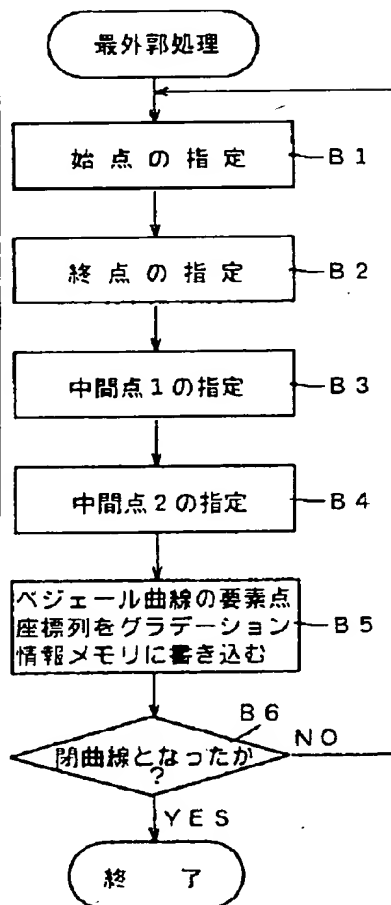 最外郭処理
始点の指定
B1
終点の指定
B2
中間点1の指定
B3
中間点2の指定
B4
ベジェール曲線の要素点
座標列をグラデーション
情報メモリに書き込む
B5
B6
閉曲線となったか
?
NO
YES
終了